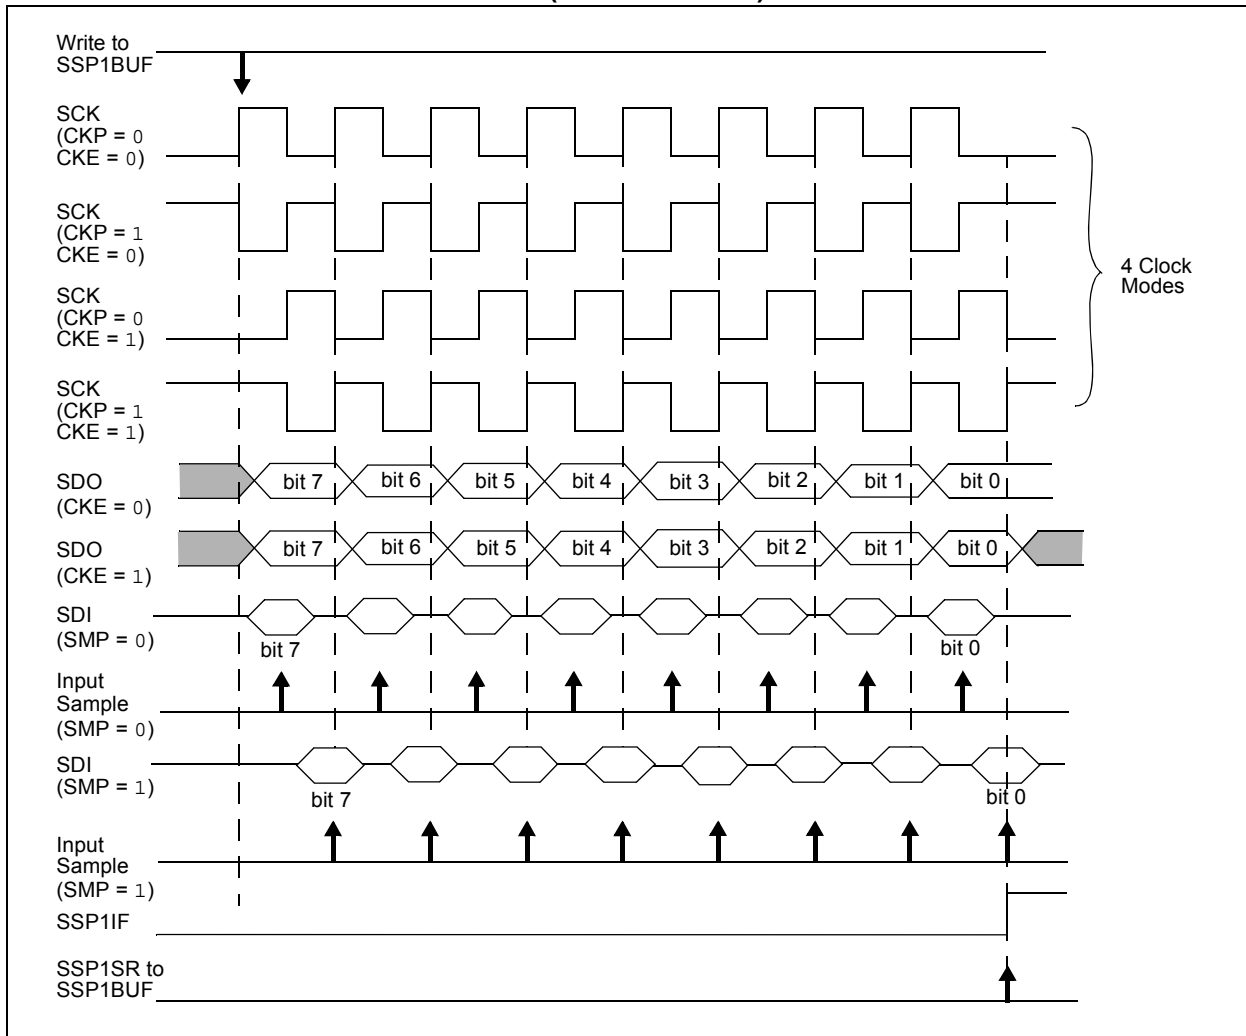 Write to
SSP1BUF
SCK
(CKP = 0
CKE = 0)
SCK
(CKP = 1
CKE = 0)
4 Clock
Modes
SCK
(CKP = 0
CKE = 1)
SCK
(CKP = 1
CKE = 1)
SDO
(CKE = 0)
bit 7 bit 6 bit 5 bit 4 bit 3 bit 2 bit 1 bit 0
SDO
(CKE = 1)
bit 7 bit 6 bit 5 bit 4 bit 3 bit 2 bit 1 bit 0
SDI
(SMP = 0)
bit 7 bit 0
Input
Sample
(SMP = 0)
SDI
(SMP = 1)
bit 7 bit 0
Input
Sample
(SMP = 1)
SSP1IF
SSP1SR to
SSP1BUF